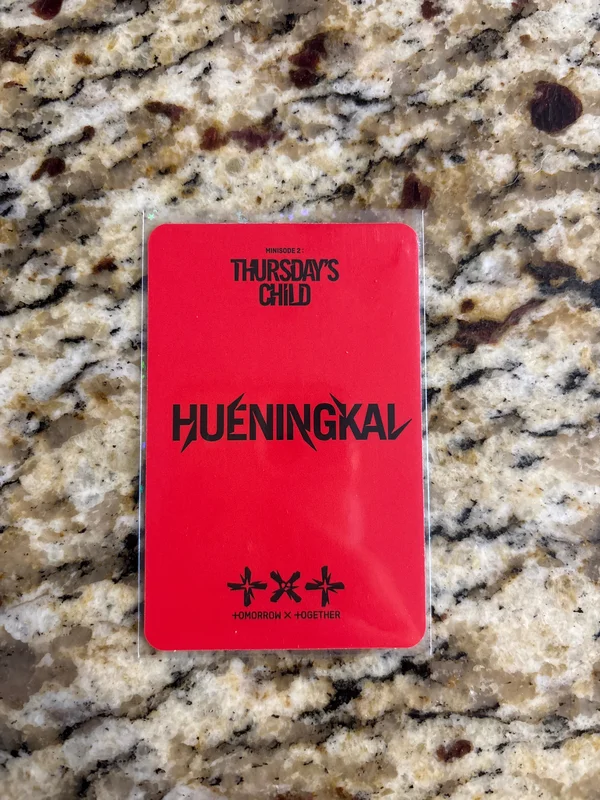 MINISODE 2 :
THURSDAY'S
CHiLD
HUENINGKAI
TOMORROW X TOGETHER